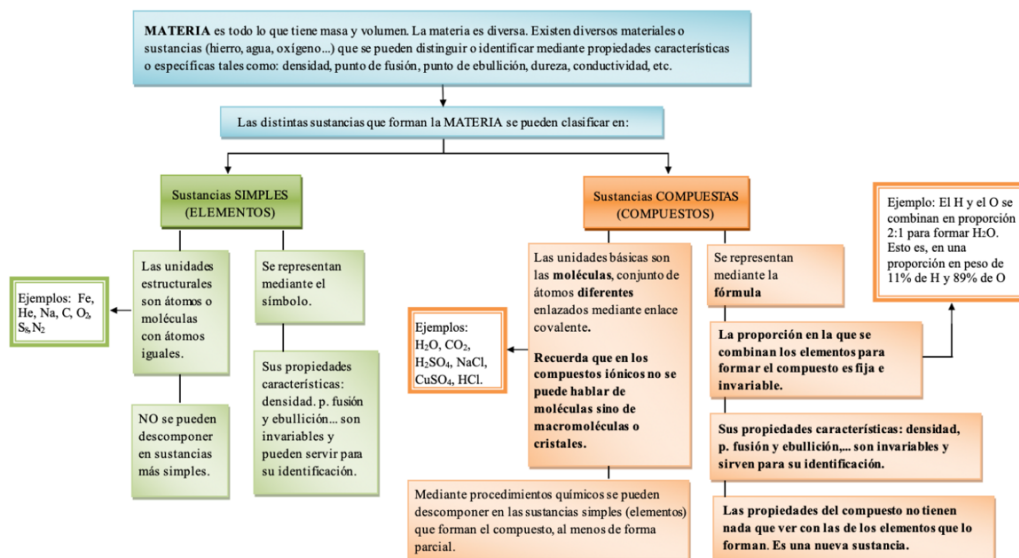 MATERIA es todo lo que tiene masa y volumen. La materia es diversa. Existen diversos materiales o
sustancias (hierro, agua, oxígeno...) que se pueden distinguir o identificar mediante propiedades características
o específicas tales como: densidad, punto de fusión, punto de ebullición, dureza, conductividad, etc.
Las distintas sustancias que forman la MATERIA se pueden clasificar en:
Sustancias SIMPLES
(ELEMENTOS)
Las unidades
estructurales
son átomos o
moléculas
con átomos
iguales.
Ejemplos: Fe,
He, Na, C, O₂,
S₈,N₂
NO se pueden
descomponer
en sustancias
más simples.
Se representan
mediante el
símbolo.
Sus propiedades
características:
densidad. p. fusión
y ebullición... son
invariables y
pueden servir para
su identificación.
Sustancias COMPUESTAS
(COMPUESTOS)
Las unidades básicas son
las moléculas, conjunto de
átomos diferentes
enlazados mediante enlace
covalente.
Recuerda que en los
compuestos iónicos no se
puede hablar de
moléculas sino de
macromoléculas o
cristales.
Ejemplos:
H₂O, CO₂,
H₂SO₄, NaCl,
CuSO₄, HCl.
Mediante procedimientos químicos se pueden
descomponer en las sustancias simples (elementos)
que forman el compuesto, al menos de forma
parcial.
Se representan
mediante la
fórmula
La proporción en la que se
combinan los elementos para
formar el compuesto es fija e
invariable.
Ejemplo: El H y el O se
combinan en proporción
2:1 para formar H₂O.
Esto es, en una
proporción en peso de
11% de H y 89% de O
Sus propiedades características: densidad,
p. fusión y ebullición,... son invariables y
sirven para su identificación.
Las propiedades del compuesto no tienen
nada que ver con las de los elementos que lo
forman. Es una nueva sustancia.